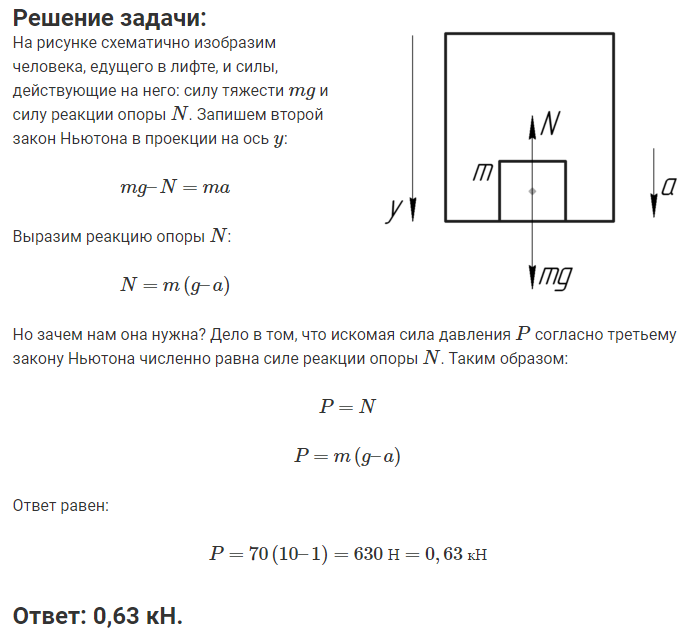 Решение задачи:
На рисунке схематично изобразим
человека, едущего в лифте, и силы,
действующие на него: силу тяжести mg и
силу реакции опоры N. Запишем второй
закон Ньютона в проекции на ось y:
mg–N = ma
Выразим реакцию опоры N:
N = m (g–a)
N
m
a
y
mg
Но зачем нам она нужна? Дело в том, что искомая сила давления P согласно третьему
закону Ньютона численно равна силе реакции опоры N. Таким образом:
P = N
P = m (g–a)
Ответ равен:
P = 70 (10–1) = 630 Н = 0, 63 кН
Ответ: 0,63 кН.